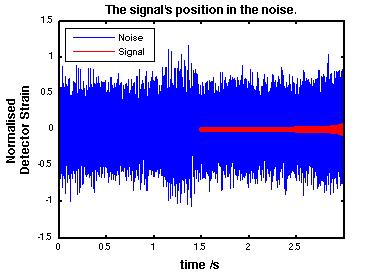 The signal's position in the noise.
1.5
Noise
Signal
1
0.5
0
-0.5
-1
-1.5
Normalised
Detector Strain
0 0.5 1 1.5 2 2.5
time /s